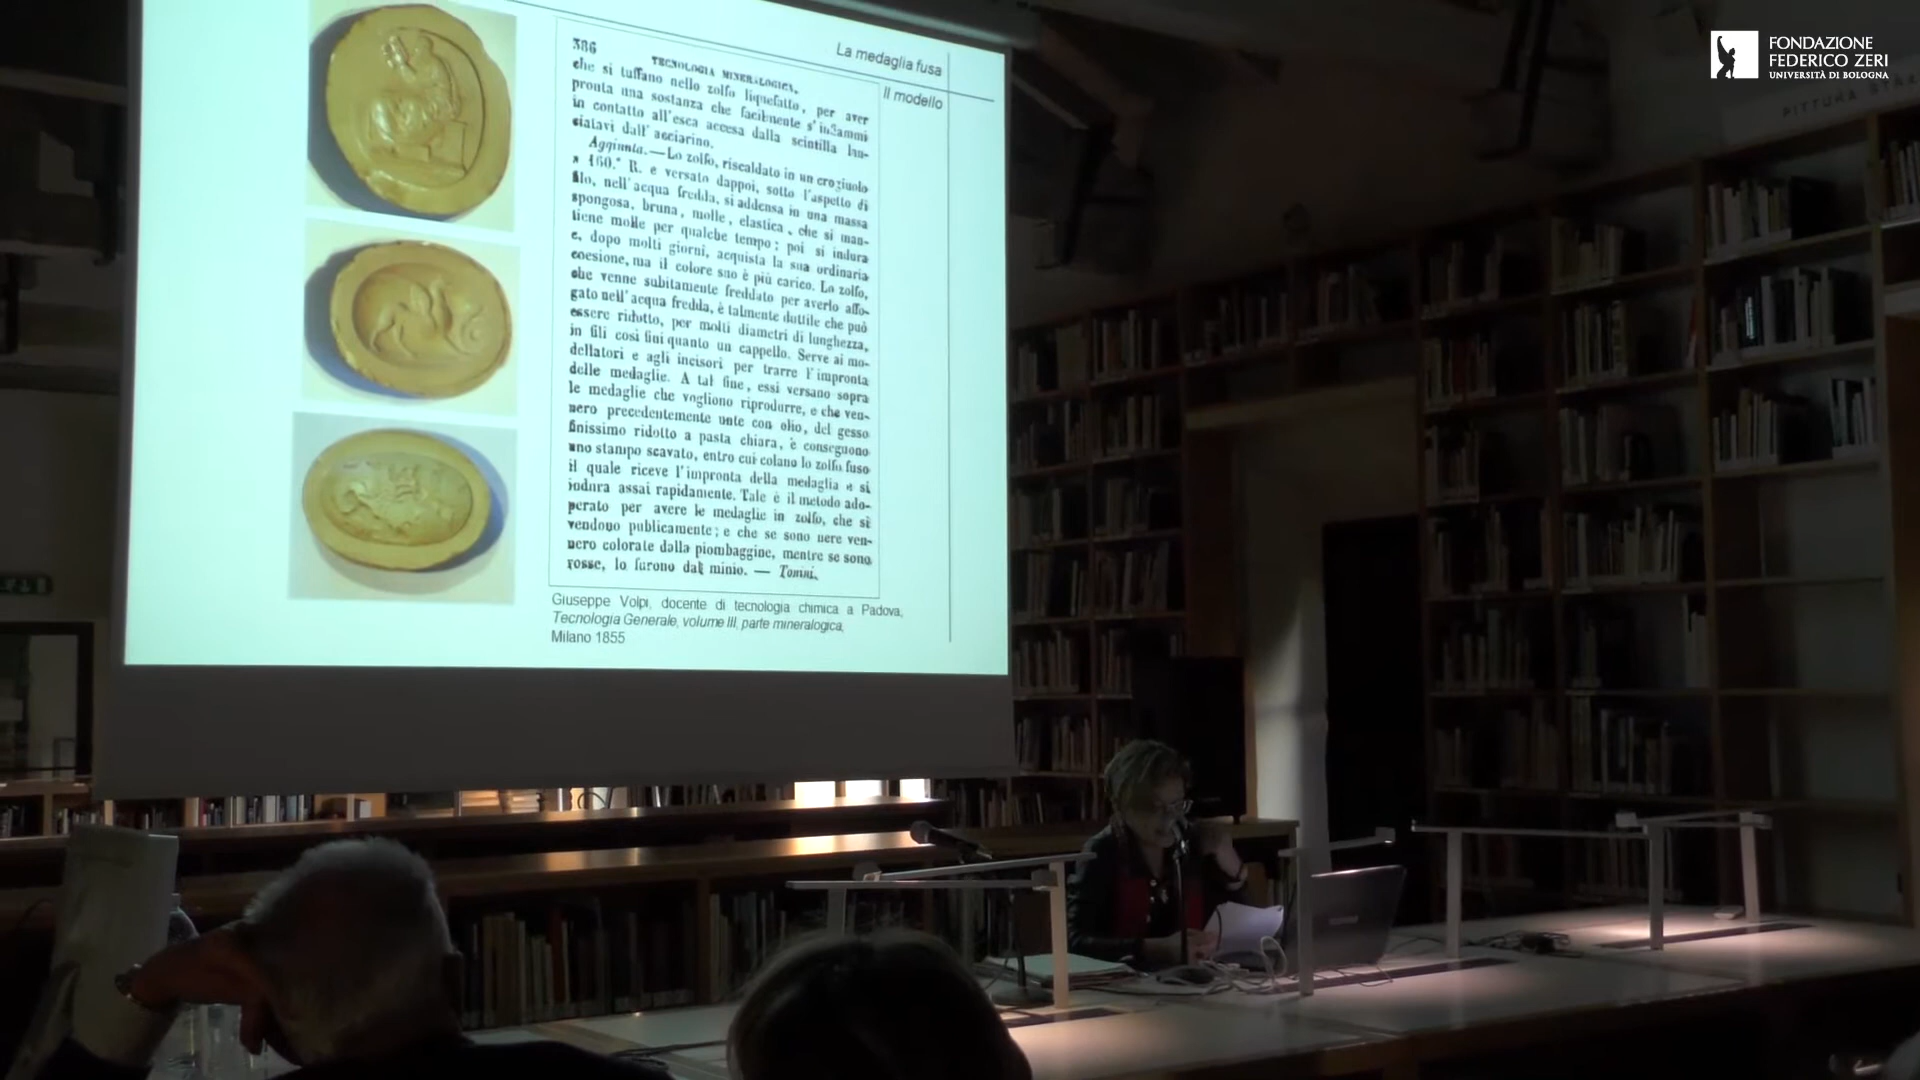 La medaglia fusa
Il modello
386
TECNOLOGIA MINERALOGICA.
che si tuffano nello zolfo liquefatto, per aver
pronta una sostanza che facilmente s'infiammi
in contatto all'esca accesa dalla scintilla lan-
ciatavi dall'acciarino.
Aggiunta. — Lo zolfo, riscaldato in un crogiuolo
a 160.° R. e versato dappoi, sotto l'aspetto di
filo, nell'acqua fredda, si addensa in una massa
spongosa, bruna, molle, elastica, che si man-
tiene molle per qualche tempo; poi si indura
e, dopo molti giorni, acquista la sua ordinaria
coesione, ma il colore suo è più carico. Lo zolfo,
che venne subitamente freddato per averlo affo-
gato nell'acqua fredda, è talmente duttile che può
essere ridotto, per molti diametri di lunghezza,
in fili così fini quanto un cappello. Serve ai mo-
dellatori e agli incisori per trarre l'impronta
delle medaglie. A tal fine, essi versano sopra
le medaglie che vogliono riprodurre, e che ven-
nero precedentemente unte con olio, del gesso
finissimo ridotto a pasta chiara, e conseguono
uno stampo scavato, entro cui colano lo zolfo fuso
il quale riceve l'impronta della medaglia e si
indura assai rapidamente. Tale è il metodo ado-
perato per avere le medaglie in zolfo, che si
vendono publicamente; e che se sono nere ven-
nero colorate dalla piombaggine, mentre se sono
rosse, lo furono dal minio. — Tonini.
Giuseppe Volpi, docente di tecnologia chimica a Padova,
Tecnologia Generale, volume III, parte mineralogica,
Milano 1855
FONDAZIONE
FEDERICO ZERI
UNIVERSITÀ DI BOLOGNA
PITTURA